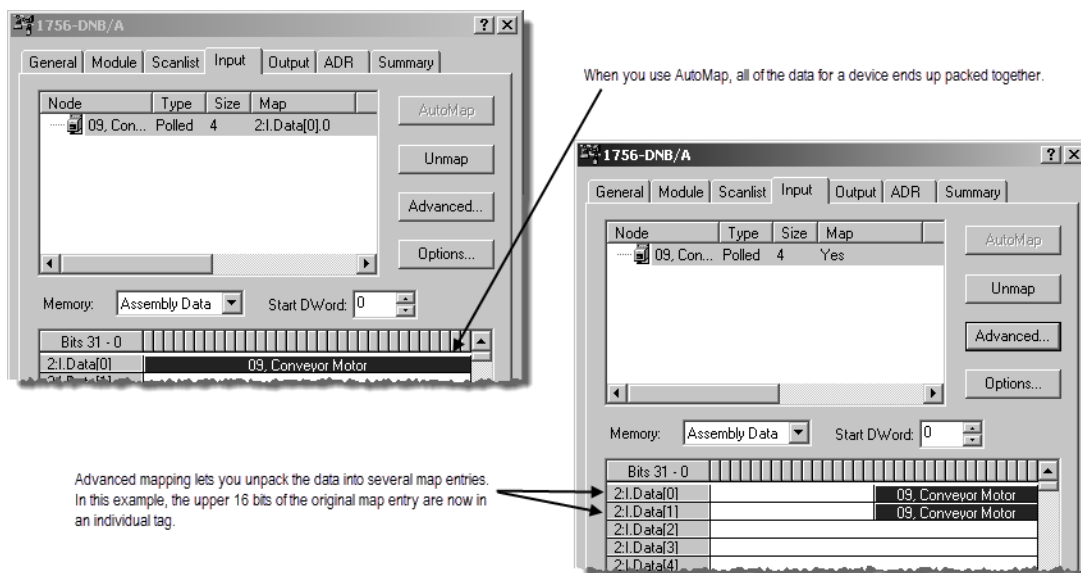 1756-DNB/A
General Module Scanlist Input Output ADR Summary
Node Type Size Map
09, Con... Polled 4 2:I.Data[0].0
AutoMap
Unmap
Advanced...
Options...
Memory: Assembly Data Start DWord: 0
Bits 31 - 0
2:I.Data[0] 09, Conveyor Motor
2:I.Data[1]
When you use AutoMap, all of the data for a device ends up packed together.
1756-DNB/A
General Module Scanlist Input Output ADR Summary
Node Type Size Map
09, Con... Polled 4 Yes
AutoMap
Unmap
Advanced...
Options...
Memory: Assembly Data Start DWord: 0
Bits 31 - 0
2:I.Data[0] 09, Conveyor Motor
2:I.Data[1] 09, Conveyor Motor
2:I.Data[2]
2:I.Data[3]
2:I.Data[4]
Advanced mapping lets you unpack the data into several map entries.
In this example, the upper 16 bits of the original map entry are now in
an individual tag.